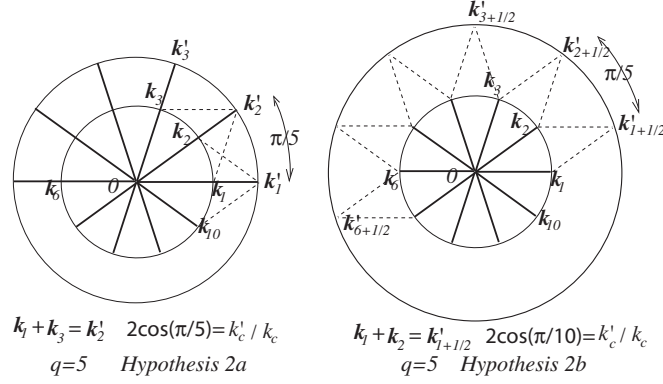 k'3
k3
k'2
k2
π/5
k6
0
k1
k'1
k10
k1 + k3 = k'2 2cos(π/5) = k'c / kc
q=5 Hypothesis 2a
k'3+1/2
k'2+1/2
π/5
k3
k2
k'1+1/2
k6
0
k1
k'6+1/2
k10
k1 + k2 = k'1+1/2 2cos(π/10) = k'c / kc
q=5 Hypothesis 2b